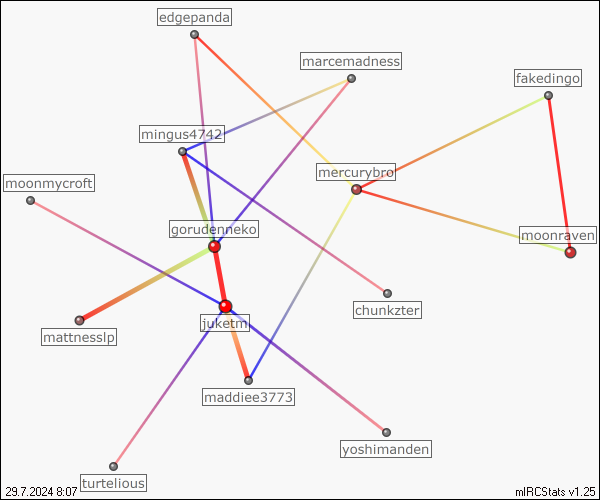 edgepanda
marcemadness
fakedingo
mingus4742
mercurybro
moonmycroft
gorudenneko
moonraven
chunkzter
juketm
mattnesslp
maddiee3773
yoshimanden
turtelious
29.7.2024 8:07
mIRCStats v1.25